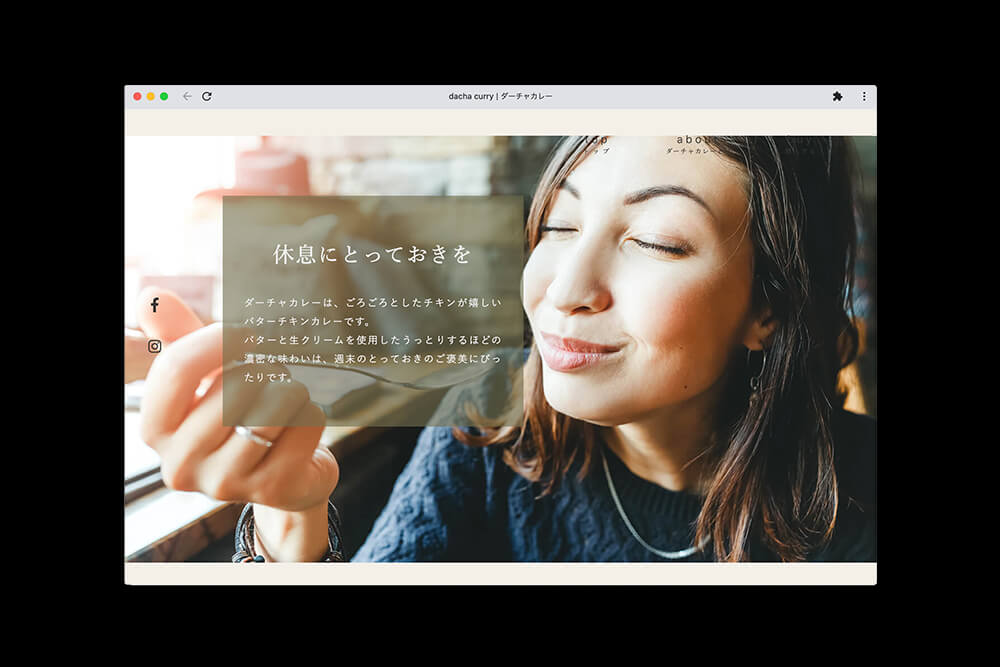 dacha curry | ダーチャカレー
top
ップ
abou
ダーチャカレー
休息にとっておきを
ダーチャカレーは、ごろごろとしたチキンが嬉しい
バターチキンカレーです。
バターと生クリームを使用したうっとりするほどの
濃密な味わいは、週末のとっておきのご褒美にぴっ
たりです。